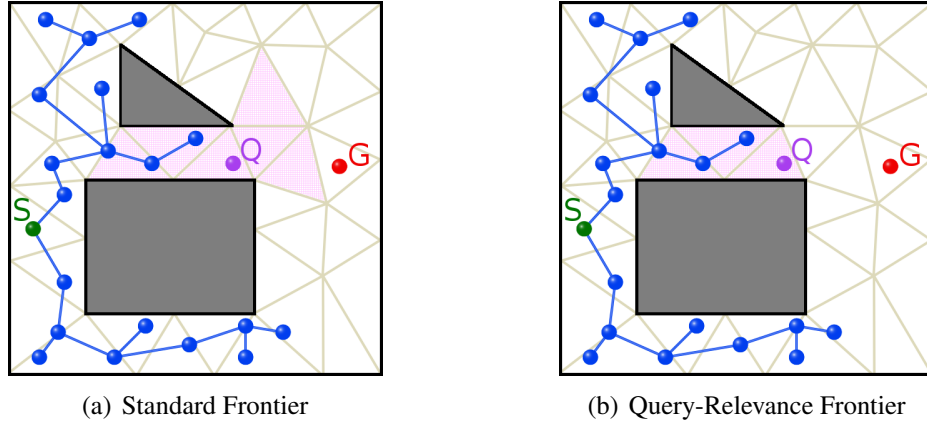 Q
G
S
(a) Standard Frontier
Q
G
S
(b) Query-Relevance Frontier